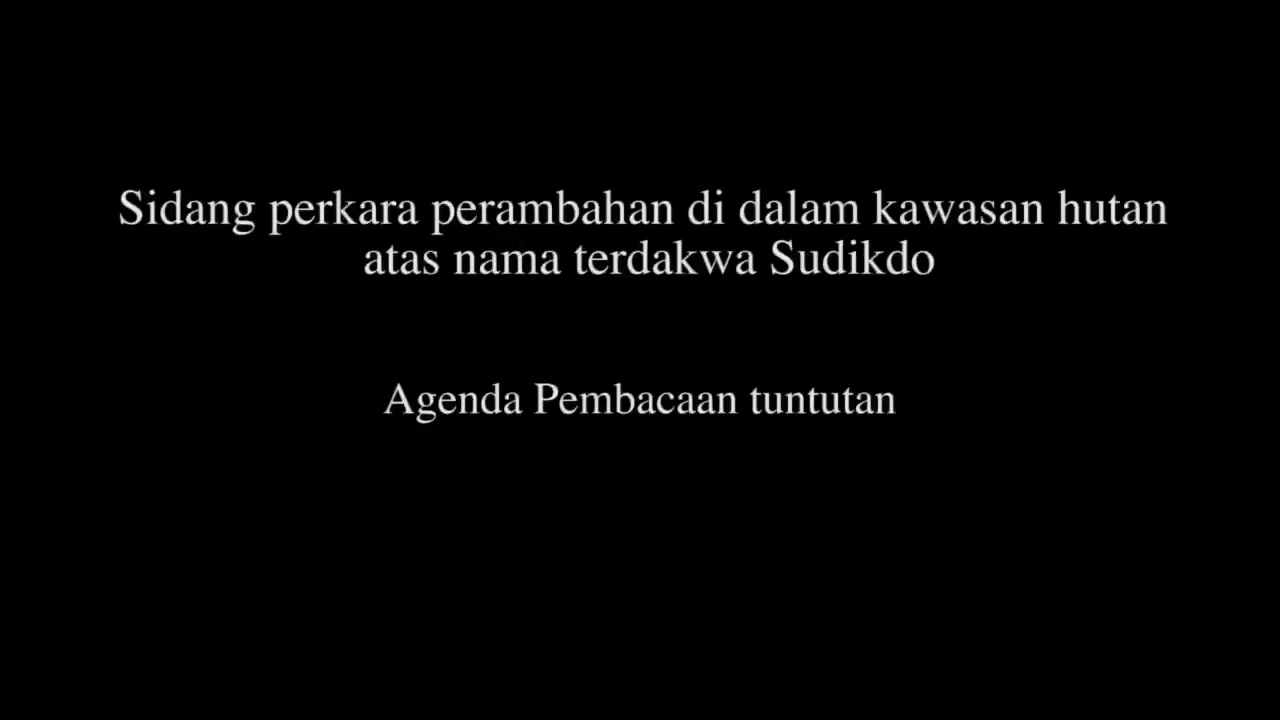 Sidang perkara perambahan di dalam kawasan hutan
atas nama terdakwa Sudikdo
Agenda Pembacaan tuntutan